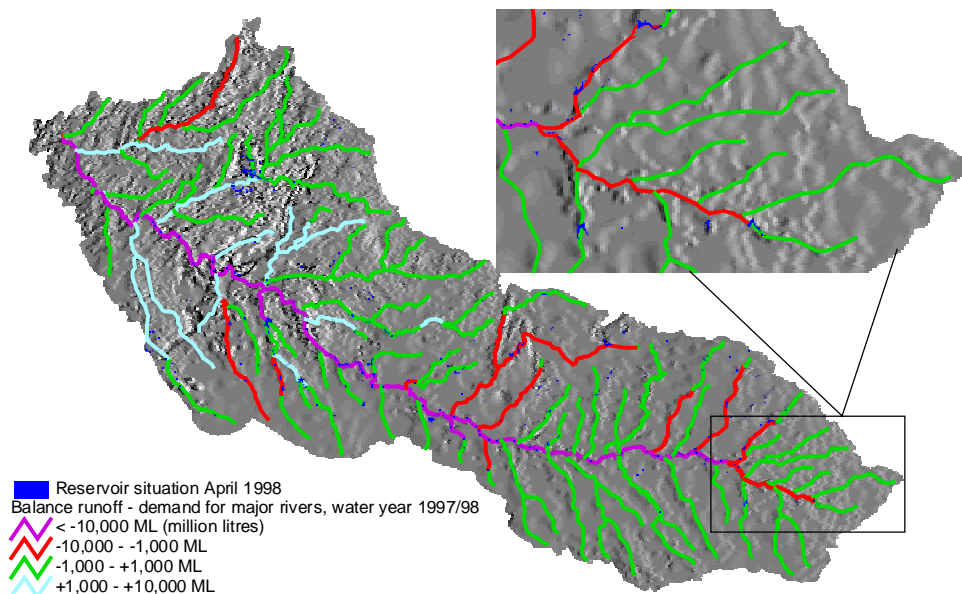 Reservoir situation April 1998
Balance runoff - demand for major rivers, water year 1997/98
< -10,000 ML (million litres)
-10,000 - -1,000 ML
-1,000 - +1,000 ML
+1,000 - +10,000 ML